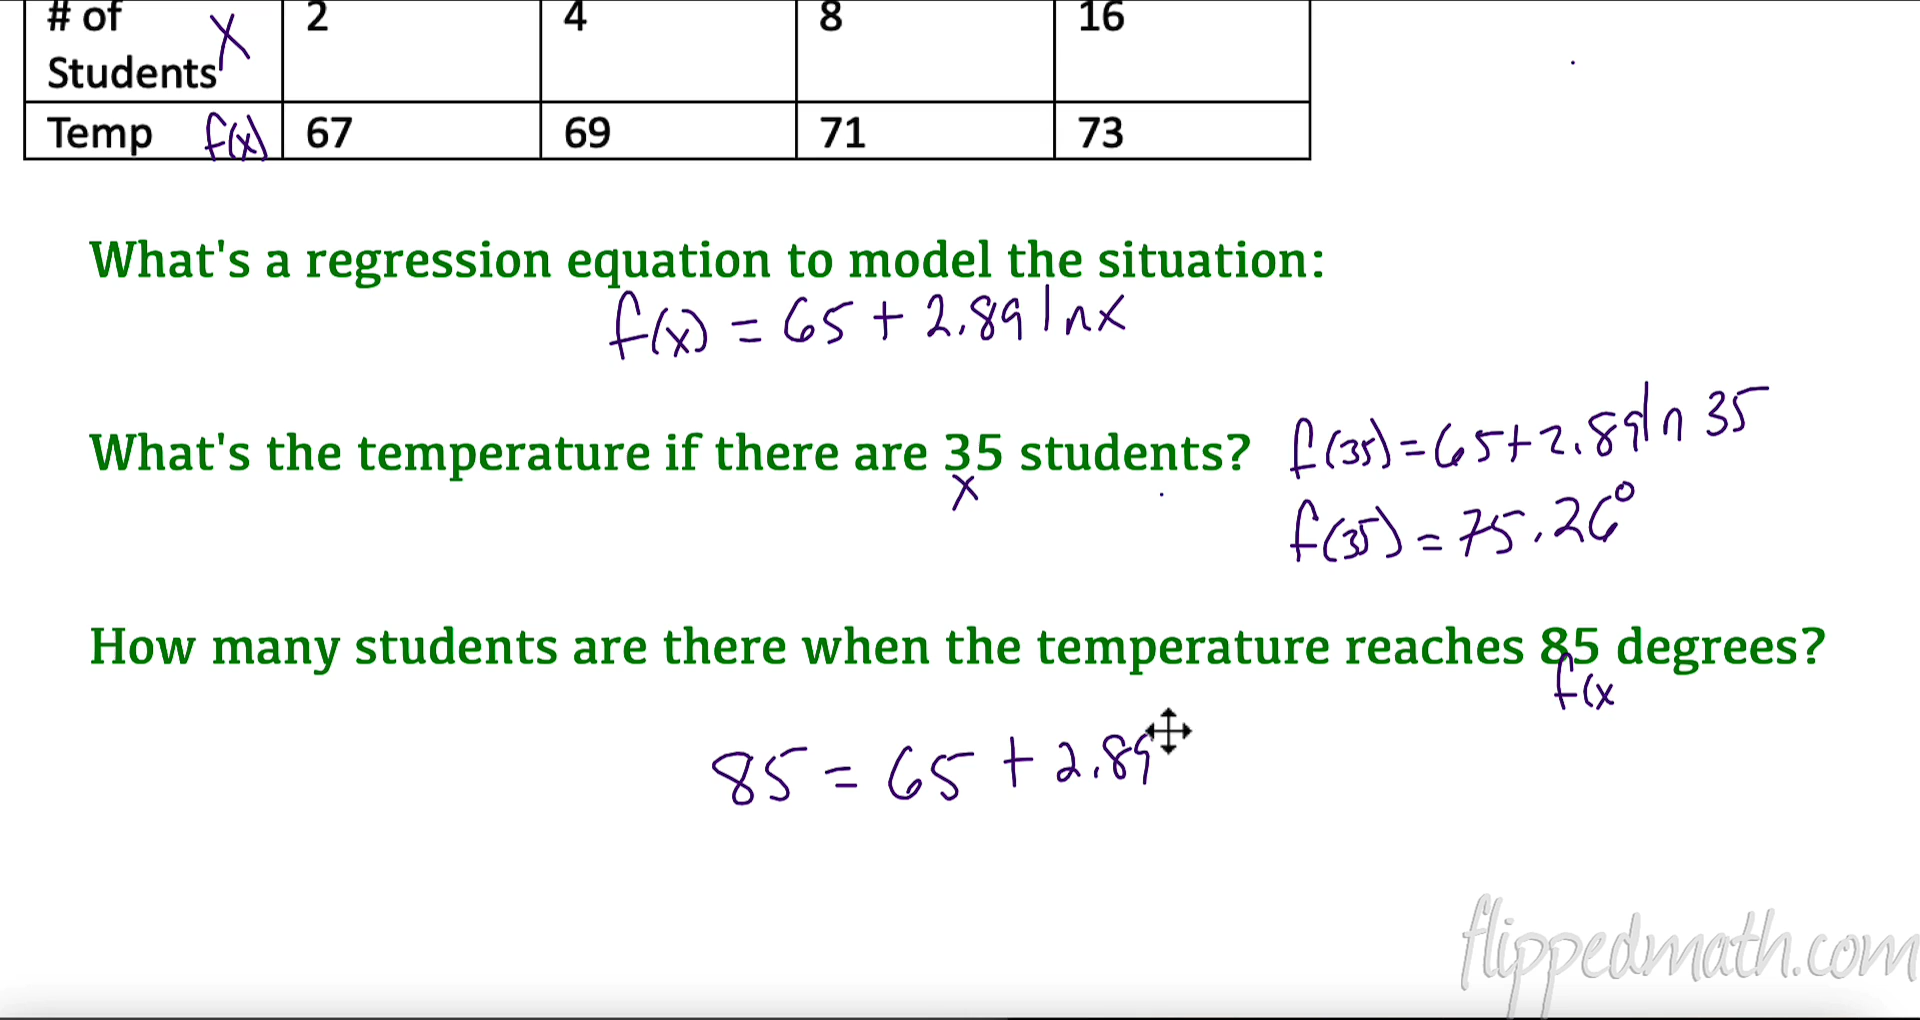 # of Students x 2 4 8 16
Temp f(x) 67 69 71 73
What's a regression equation to model the situation:
f(x) = 65 + 2.89 ln x
What's the temperature if there are 35 students? f(35) = 65 + 2.89 ln 35
x
f(35) = 75.26°
How many students are there when the temperature reaches 85 degrees?
f(x
85 = 65 + 2.89
flippedmath.com